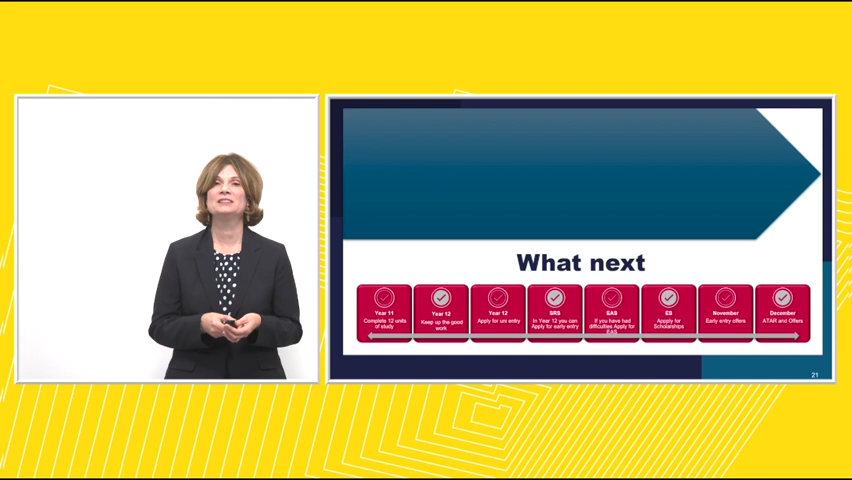 What next
Year 11
Complete 12 units
of study
Year 12
Keep up the good
work
Year 12
Apply for uni entry
SRS
In Year 12 you can
Apply for early entry
EAS
If you have had
difficulties Apply for
EAS
ES
Appply for
Scholarships
November
Early entry offers
December
ATAR and Offers
21